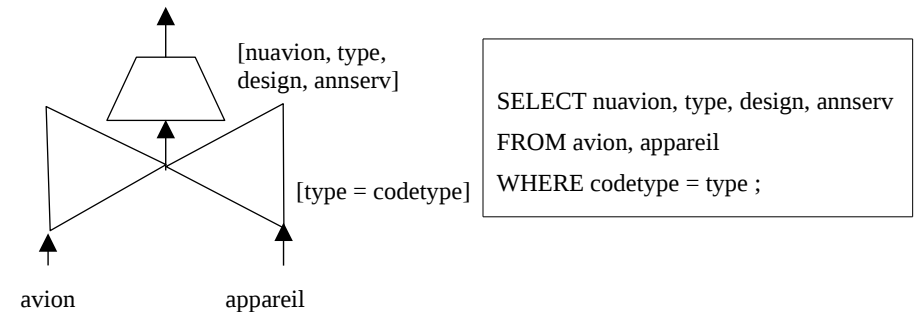 [nuavion, type,
design, annserv]
[type = codetype]
avion
appareil
SELECT nuavion, type, design, annserv
FROM avion, appareil
WHERE codetype = type ;